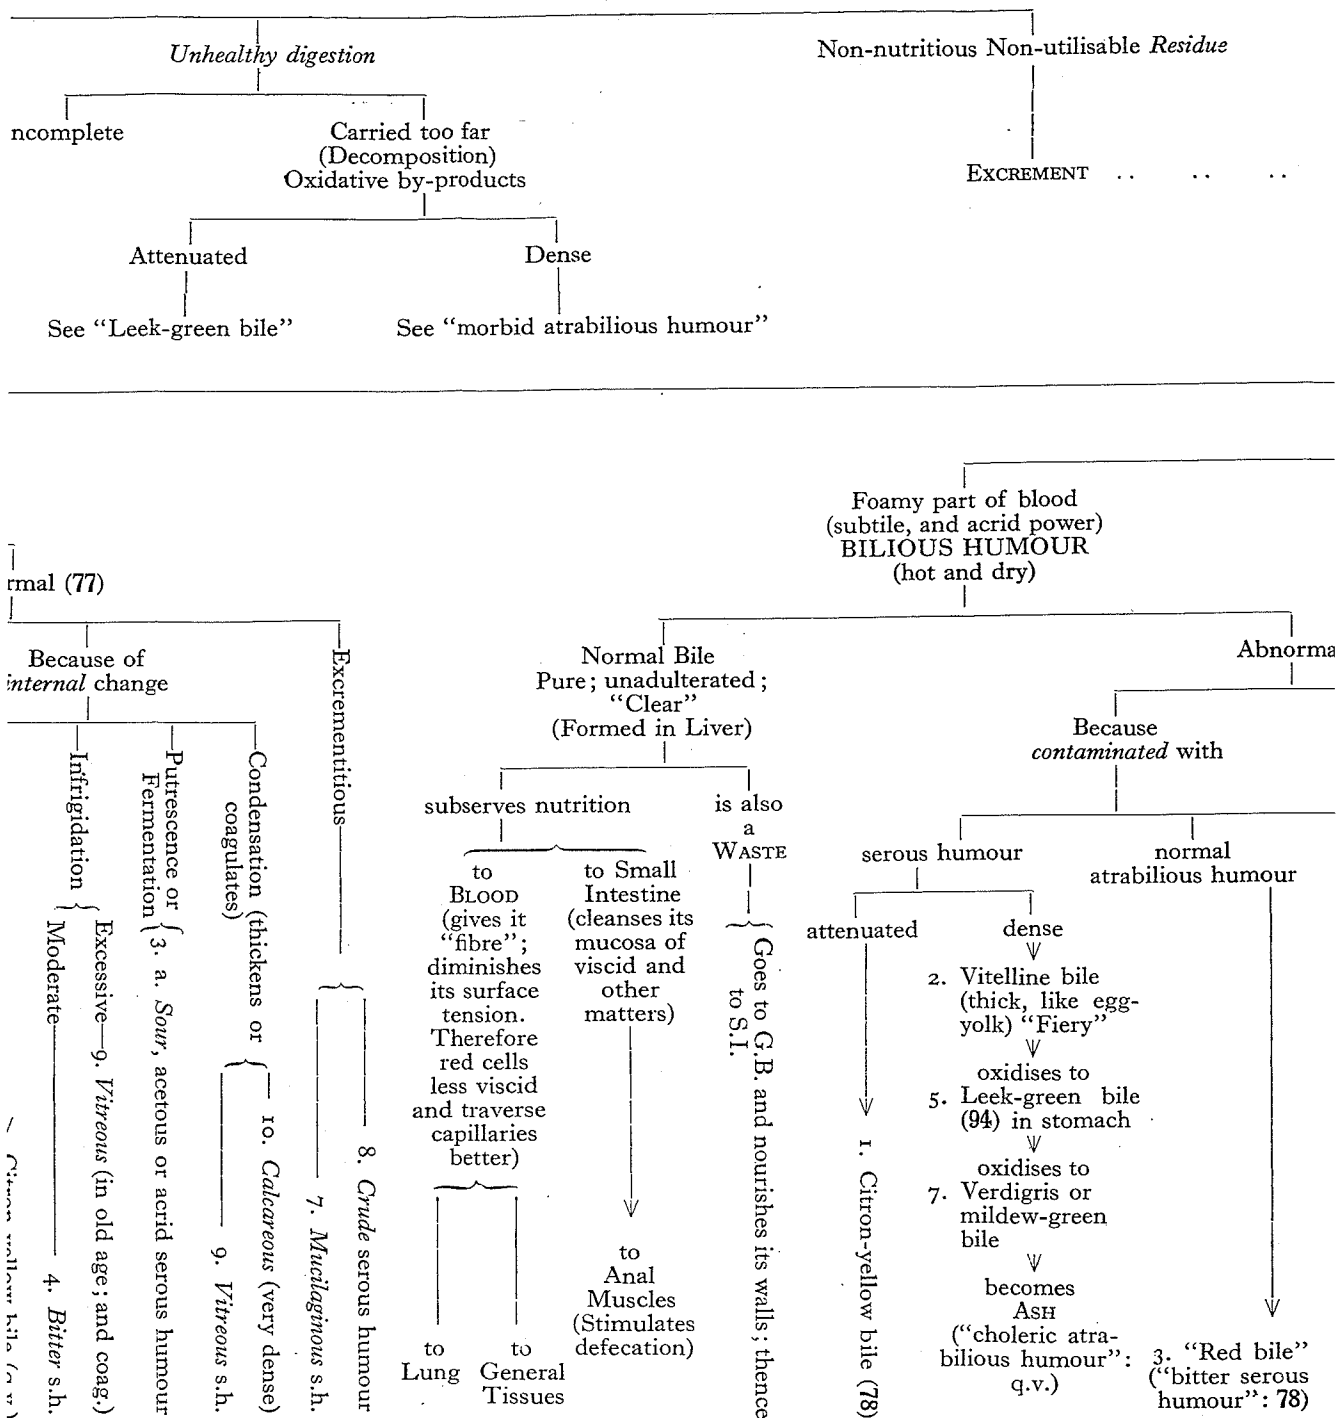 Unhealthy digestion
Non-nutritious Non-utilisable Residue
ncomplete
Carried too far
(Decomposition)
Oxidative by-products
EXCREMENT .. .. ..
Attenuated
Dense
See “Leek-green bile”
See “morbid atrabilious humour”
Foamy part of blood
(subtile, and acrid power)
BILIOUS HUMOUR
(hot and dry)
rmal (77)
Because of
internal change
Excrementitious
Infrigidation
Moderate
4. Bitter s.h.
Excessive—9. Vitreous (in old age; and coag.)
Putrescence or
Fermentation
3. a. Sour, acetous or acrid serous humour
Condensation (thickens or
coagulates)
9. Vitreous s.h.
10. Calcareous (very dense)
7. Mucilaginous s.h.
8. Crude serous humour
Normal Bile
Pure; unadulterated;
“Clear”
(Formed in Liver)
subserves nutrition
is also
a
WASTE
to
BLOOD
(gives it
“fibre”;
diminishes
its surface
tension.
Therefore
red cells
less viscid
and traverse
capillaries
better)
to
Lung
to
General
Tissues
to Small
Intestine
(cleanses its
mucosa of
viscid and
other
matters)
to
Anal
Muscles
(Stimulates
defecation)
Goes to G.B. and nourishes its walls; thence
to S.I.
Abnorma
Because
contaminated with
serous humour
normal
atrabilious humour
attenuated
dense
1. Citron-yellow bile (78)
2. Vitelline bile
(thick, like egg-
yolk) “Fiery”
oxidises to
5. Leek-green bile
(94) in stomach
oxidises to
7. Verdigris or
mildew-green
bile
becomes
ASH
(“choleric atra-
bilious humour”:
q.v.)
3. “Red bile”
(“bitter serous
humour”: 78)